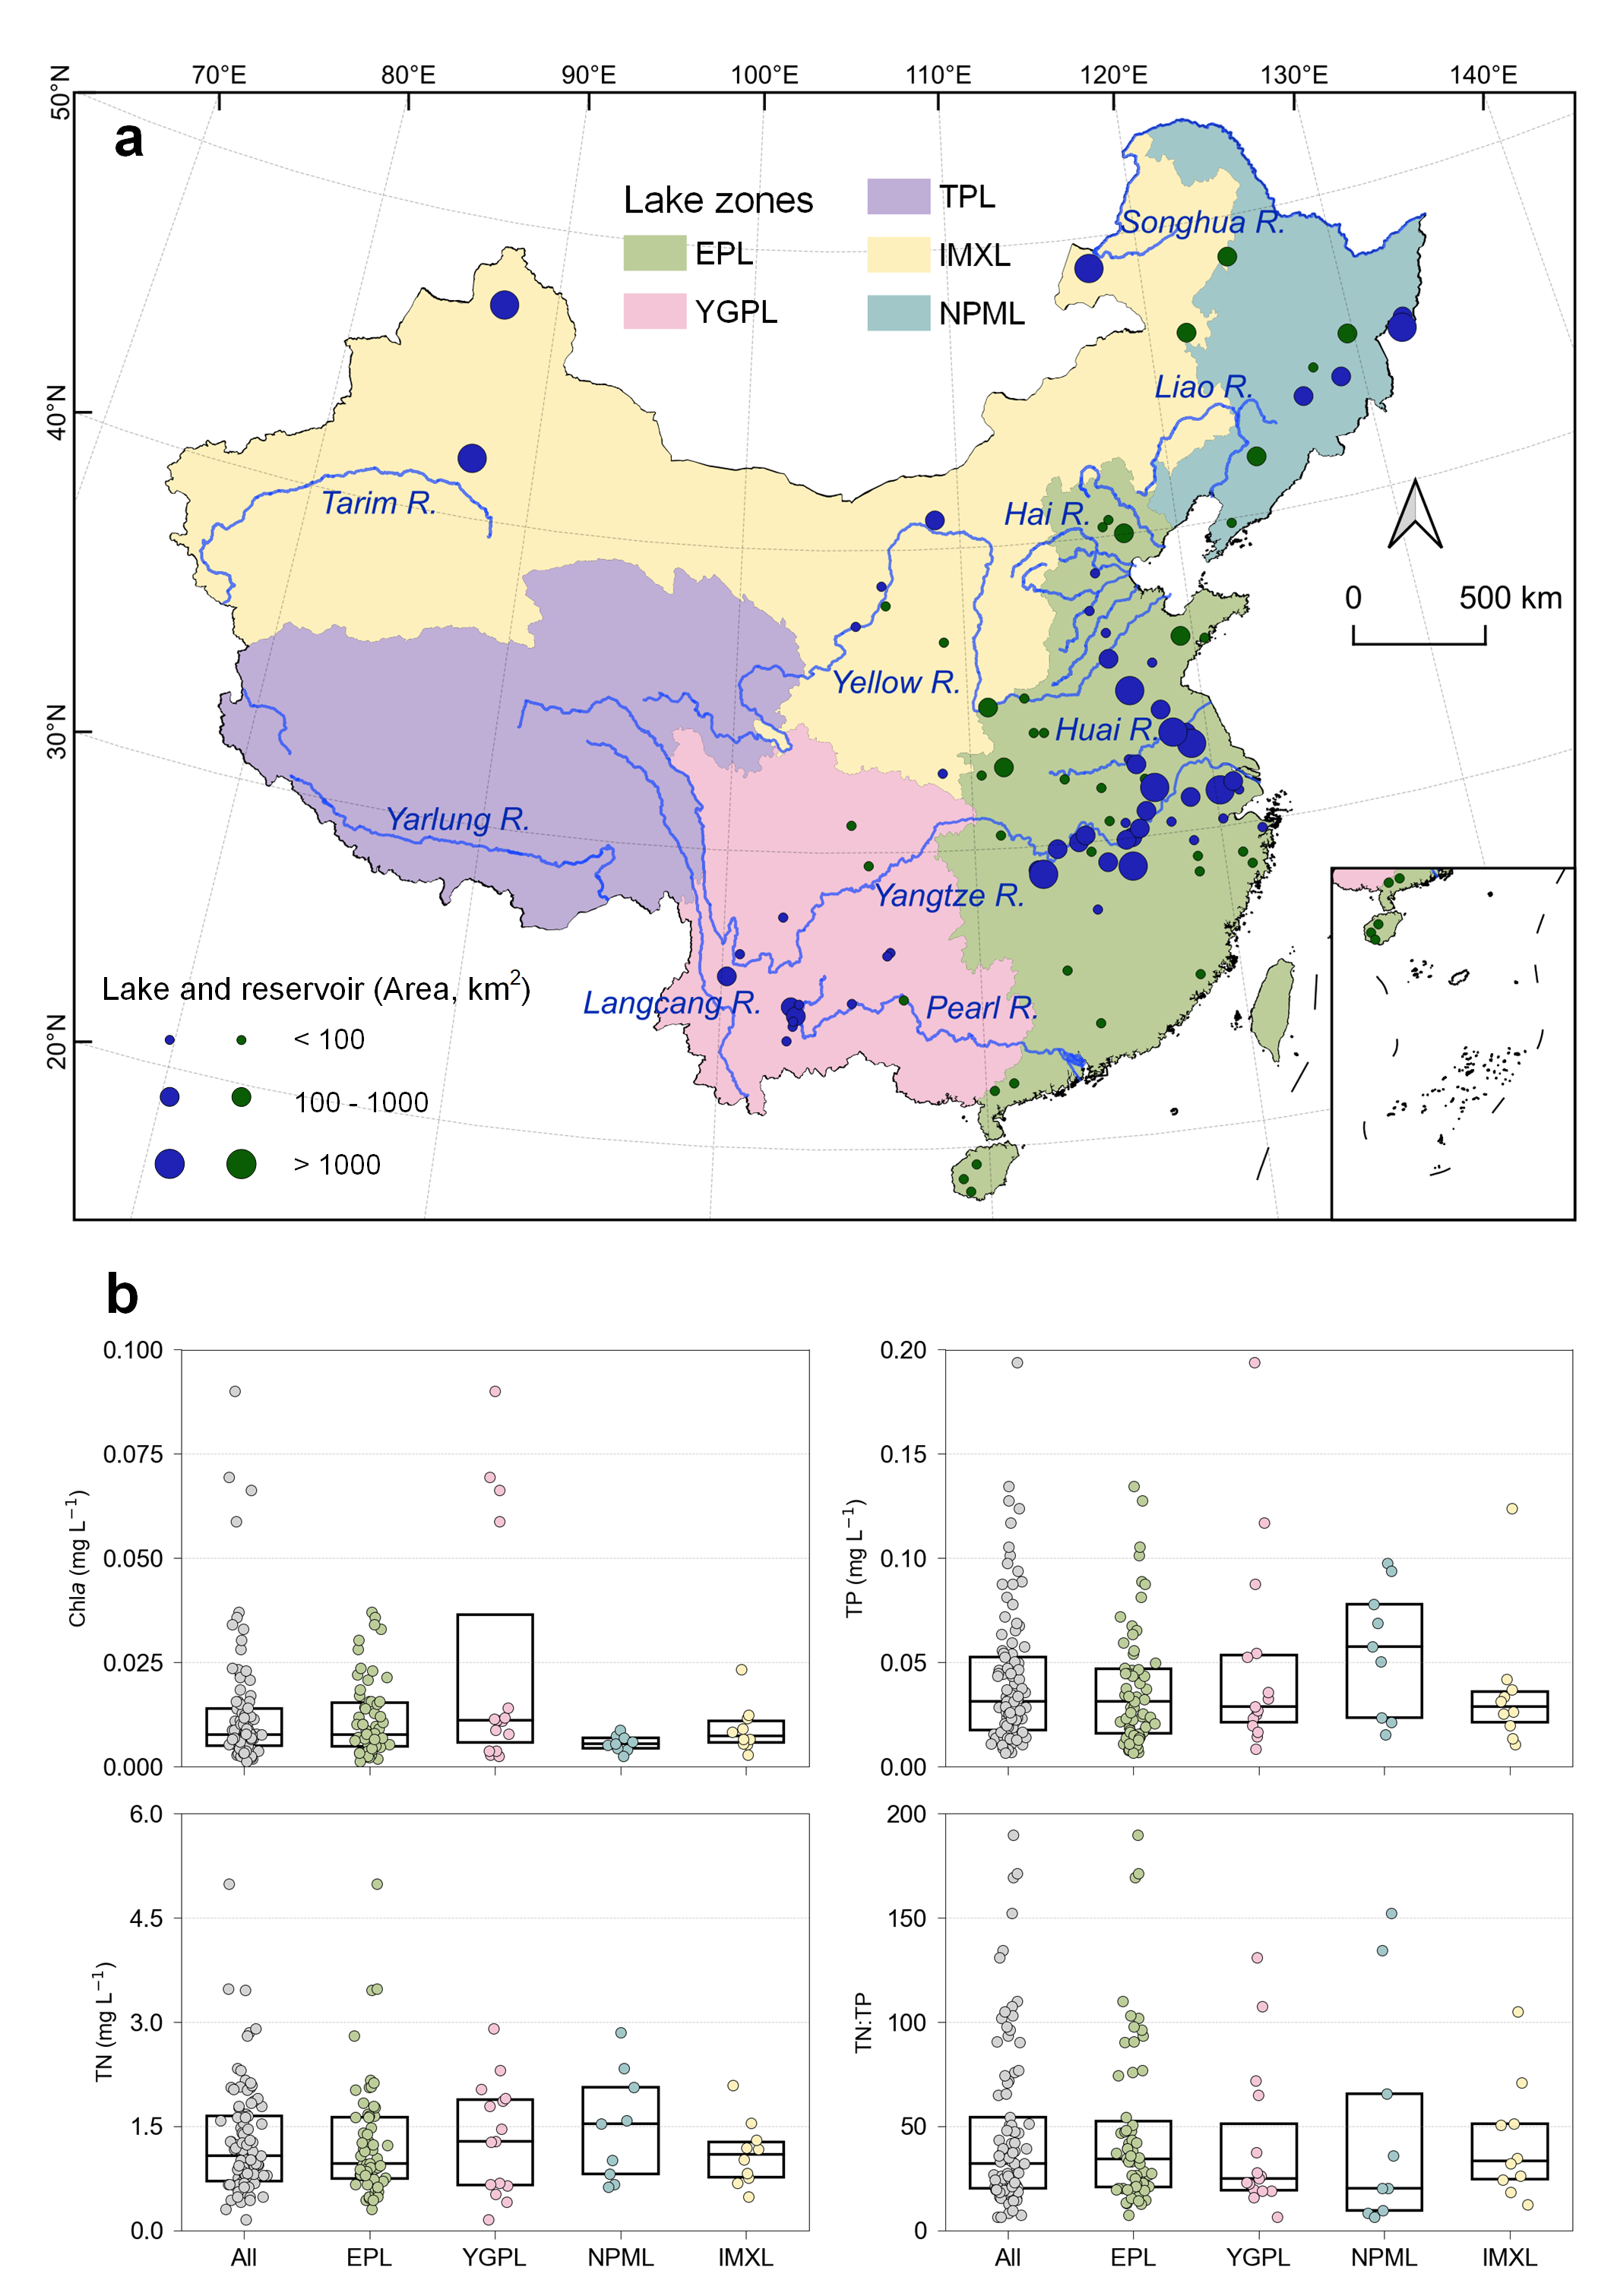 70°E 80°E 90°E 100°E 110°E 120°E 130°E 140°E
50°N
40°N
30°N
20°N
a
Lake zones
EPL
YGPL
TPL
IMXL
NPML
Songhua R.
Liao R.
Hai R.
Tarim R.
Yellow R.
Huai R.
Yarlung R.
Yangtze R.
Langcang R.
Pearl R.
0 500 km
Lake and reservoir (Area, km²)
< 100
100 - 1000
> 1000
b
Chla (mg L⁻¹)
0.100
0.075
0.050
0.025
0.000
TP (mg L⁻¹)
0.20
0.15
0.10
0.05
0.00
TN (mg L⁻¹)
6.0
4.5
3.0
1.5
0.0
All EPL YGPL NPML IMXL
TN:TP
200
150
100
50
0
All EPL YGPL NPML IMXL